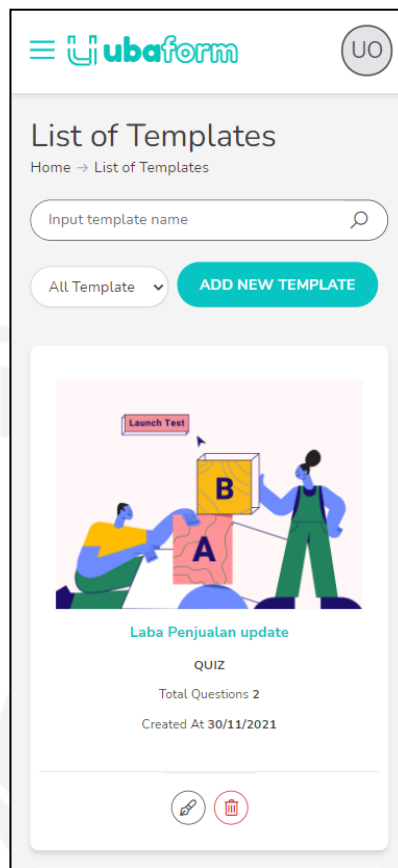 ubaform
UO
List of Templates
Home → List of Templates
Input template name
All Template
ADD NEW TEMPLATE
Launch Test
B
A
Laba Penjualan update
QUIZ
Total Questions 2
Created At 30/11/2021